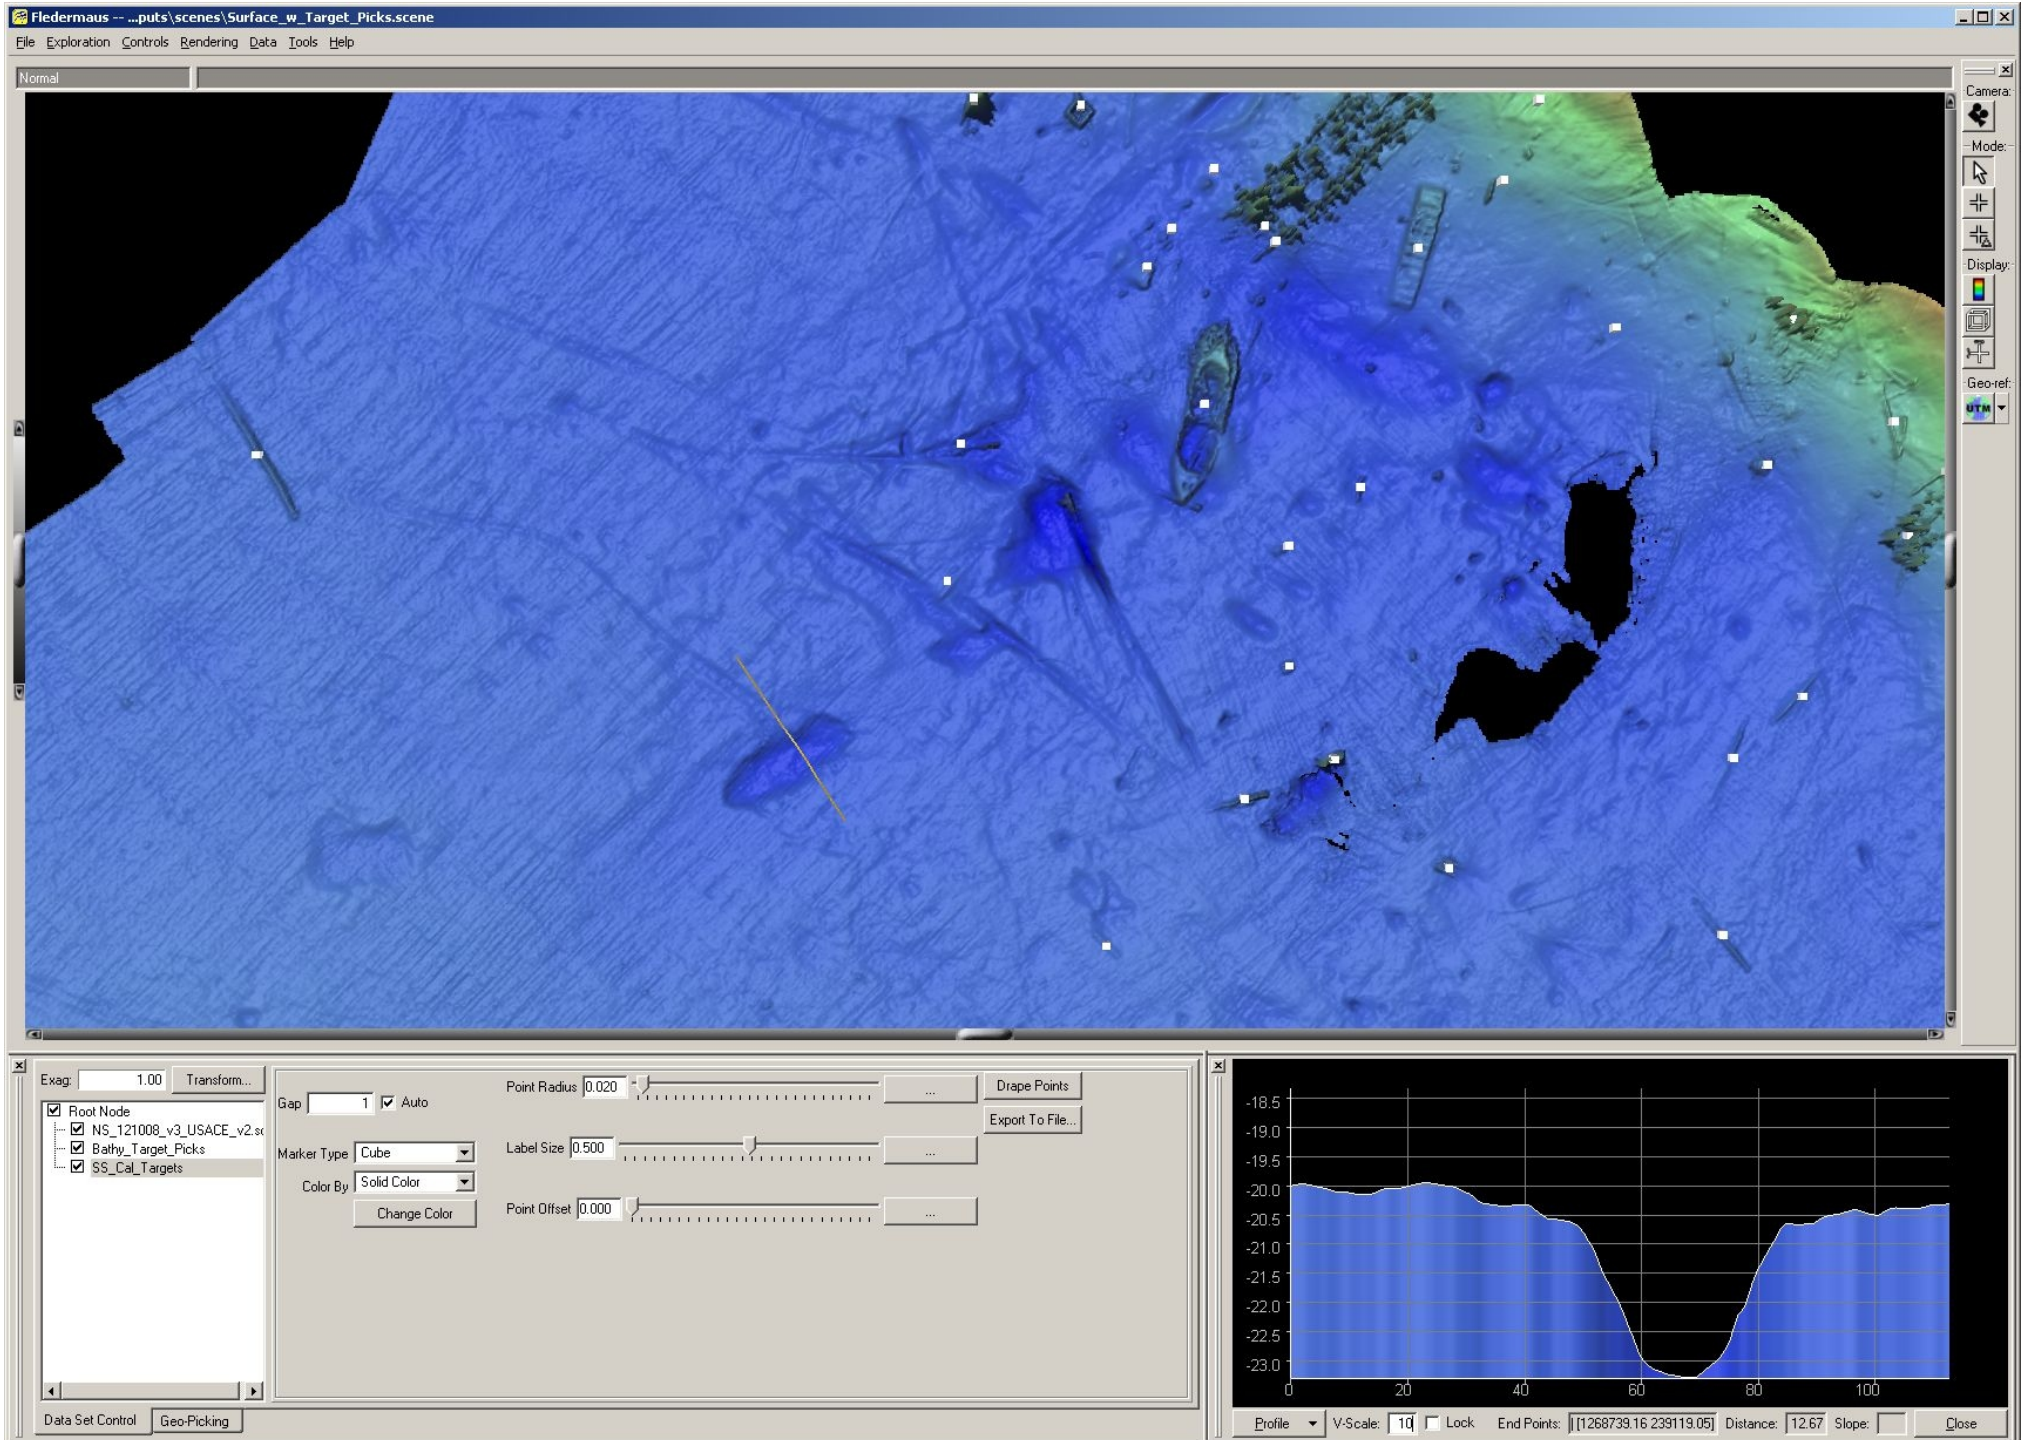 Fledermaus -- ...puts\scenes\Surface_w_Target_Picks.scene
File Exploration Controls Rendering Data Tools Help
Normal
Camera:
Mode:
Display:
Geo-ref:
UTM
Exag: 1.00 Transform...
Root Node
NS_121008_v3_USACE_v2.s
Bathy_Target_Picks
SS_Cal_Targets
Data Set Control Geo-Picking
Gap 1 Auto
Marker Type Cube
Color By Solid Color
Change Color
Point Radius 0.020 ...
Label Size 0.500 ...
Point Offset 0.000 ...
Drape Points
Export To File...
-18.5
-19.0
-19.5
-20.0
-20.5
-21.0
-21.5
-22.0
-22.5
-23.0
0 20 40 60 80 100
Profile V-Scale: 10 Lock End Points: [1268739.16 239119.05] Distance: 12.67 Slope: Close